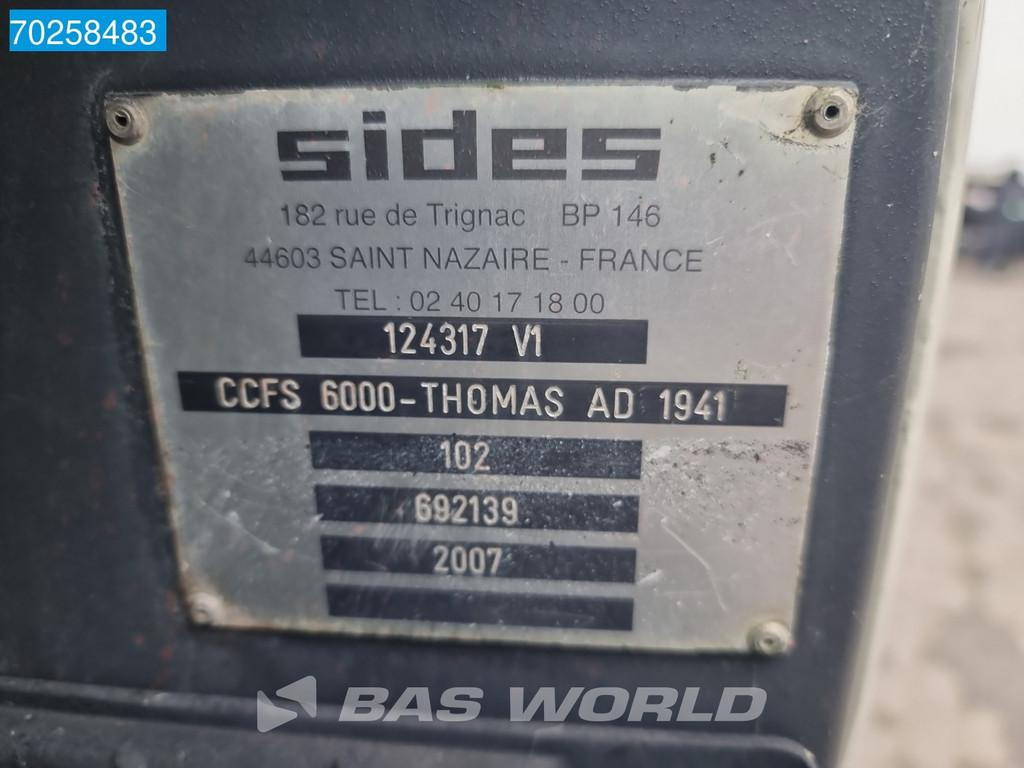 70258483
sides
182 rue de Trignac BP 146
44603 SAINT NAZAIRE - FRANCE
TEL : 02 40 17 18 00
124317 V1
CCFS 6000-THOMAS AD 1941
102
692139
2007
BAS WORLD